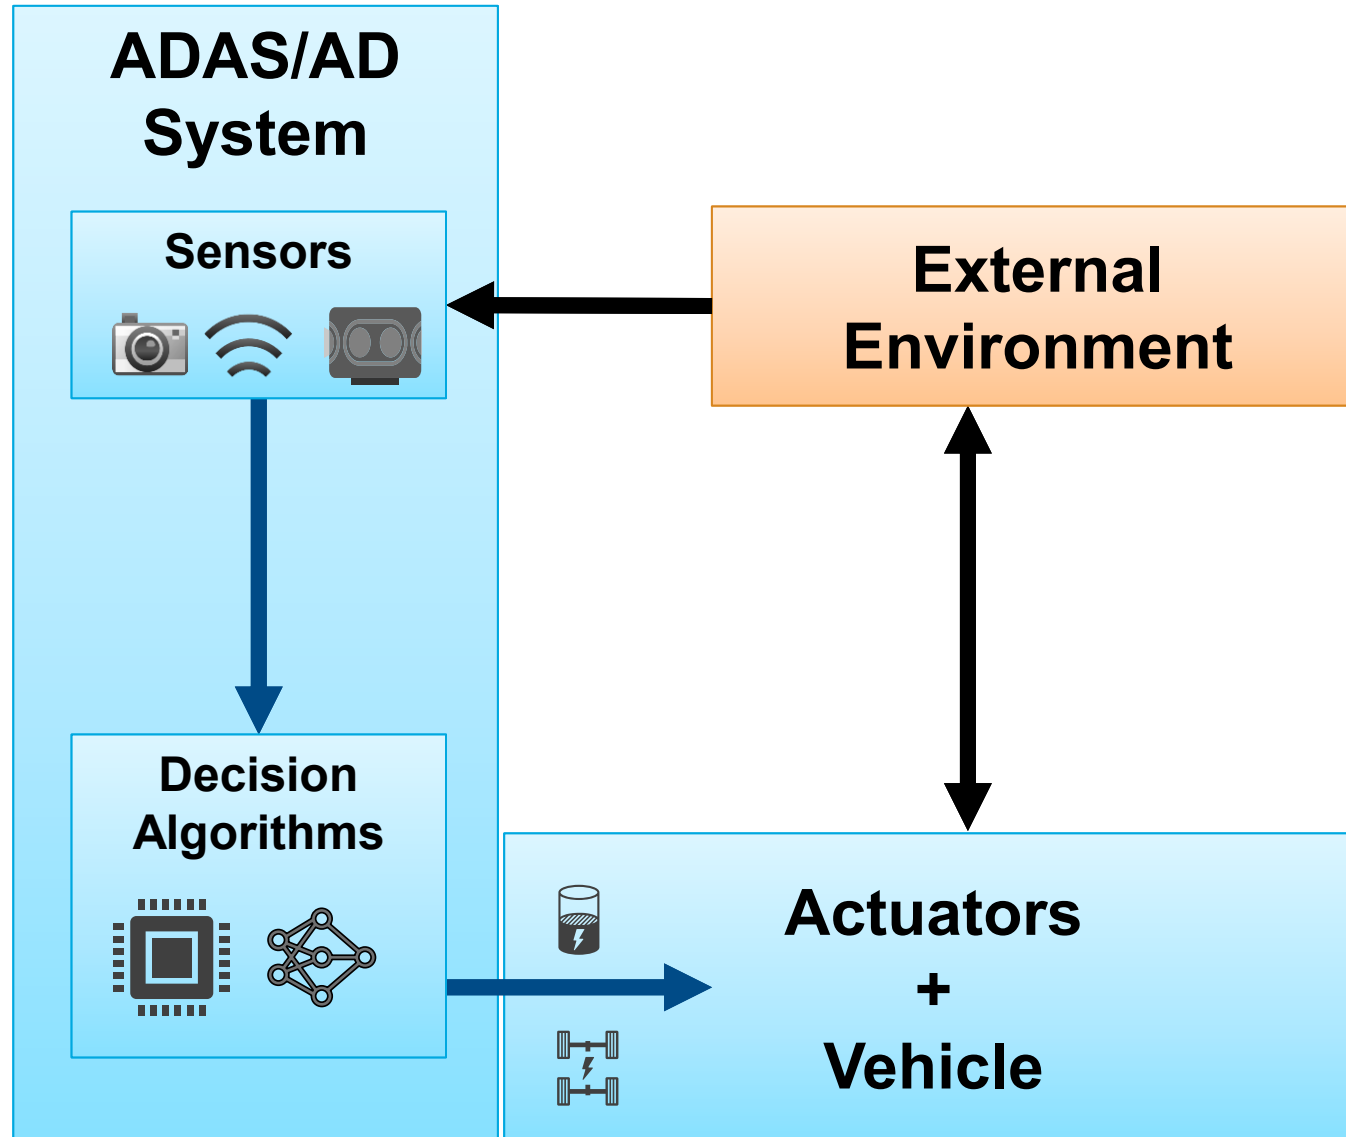 ADAS/AD
System
Sensors
External
Environment
Decision
Algorithms
Actuators
+
Vehicle